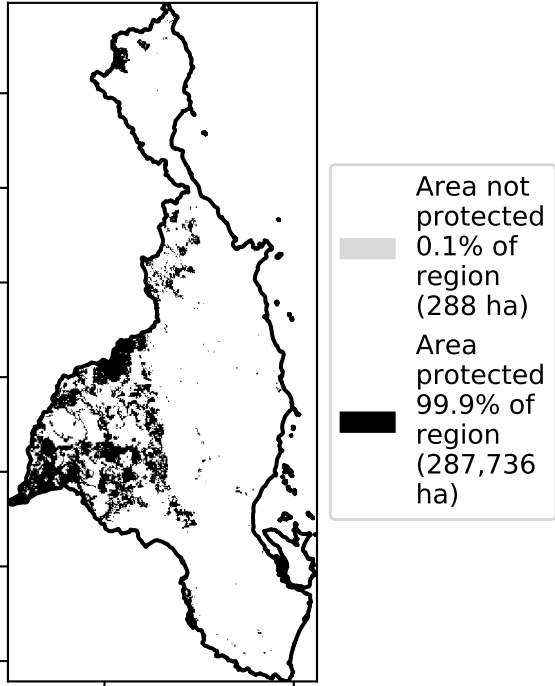 Area not
protected
0.1% of
region
(288 ha)
Area
protected
99.9% of
region
(287,736
ha)